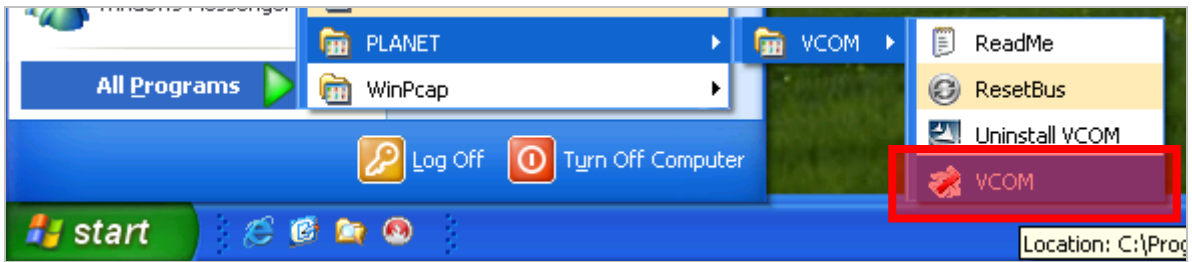 Windows Messenger
PLANET
VCOM
ReadMe
All Programs
WinPcap
ResetBus
Uninstall VCOM
Log Off
Turn Off Computer
VCOM
start
Location: C:\Prog